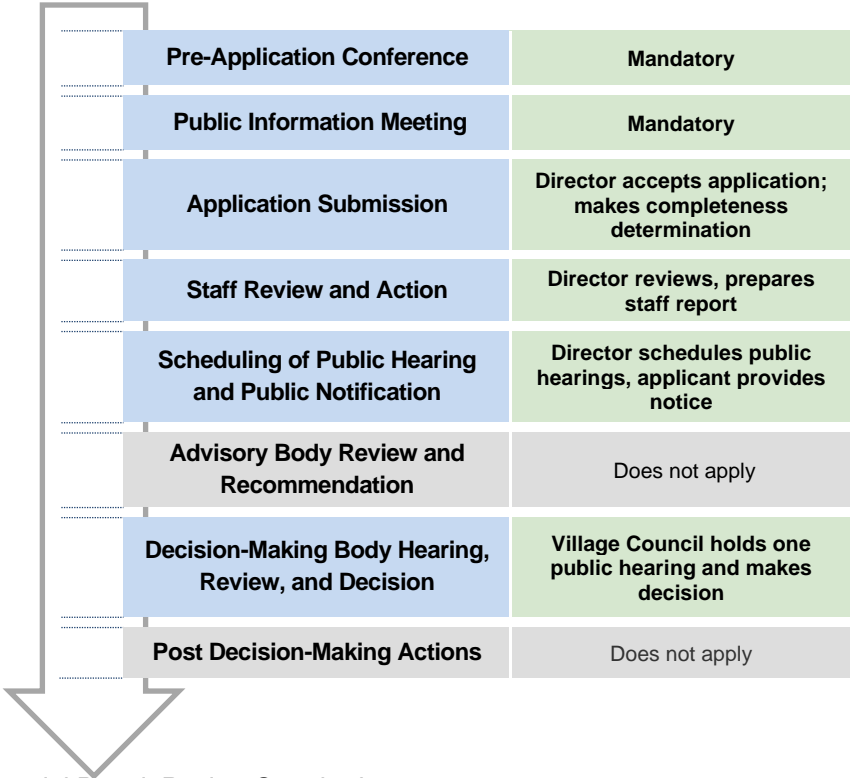 Pre-Application Conference
Mandatory
Public Information Meeting
Mandatory
Application Submission
Director accepts application;
makes completeness
determination
Staff Review and Action
Director reviews, prepares
staff report
Scheduling of Public Hearing
and Public Notification
Director schedules public
hearings, applicant provides
notice
Advisory Body Review and
Recommendation
Does not apply
Decision-Making Body Hearing,
Review, and Decision
Village Council holds one
public hearing and makes
decision
Post Decision-Making Actions
Does not apply